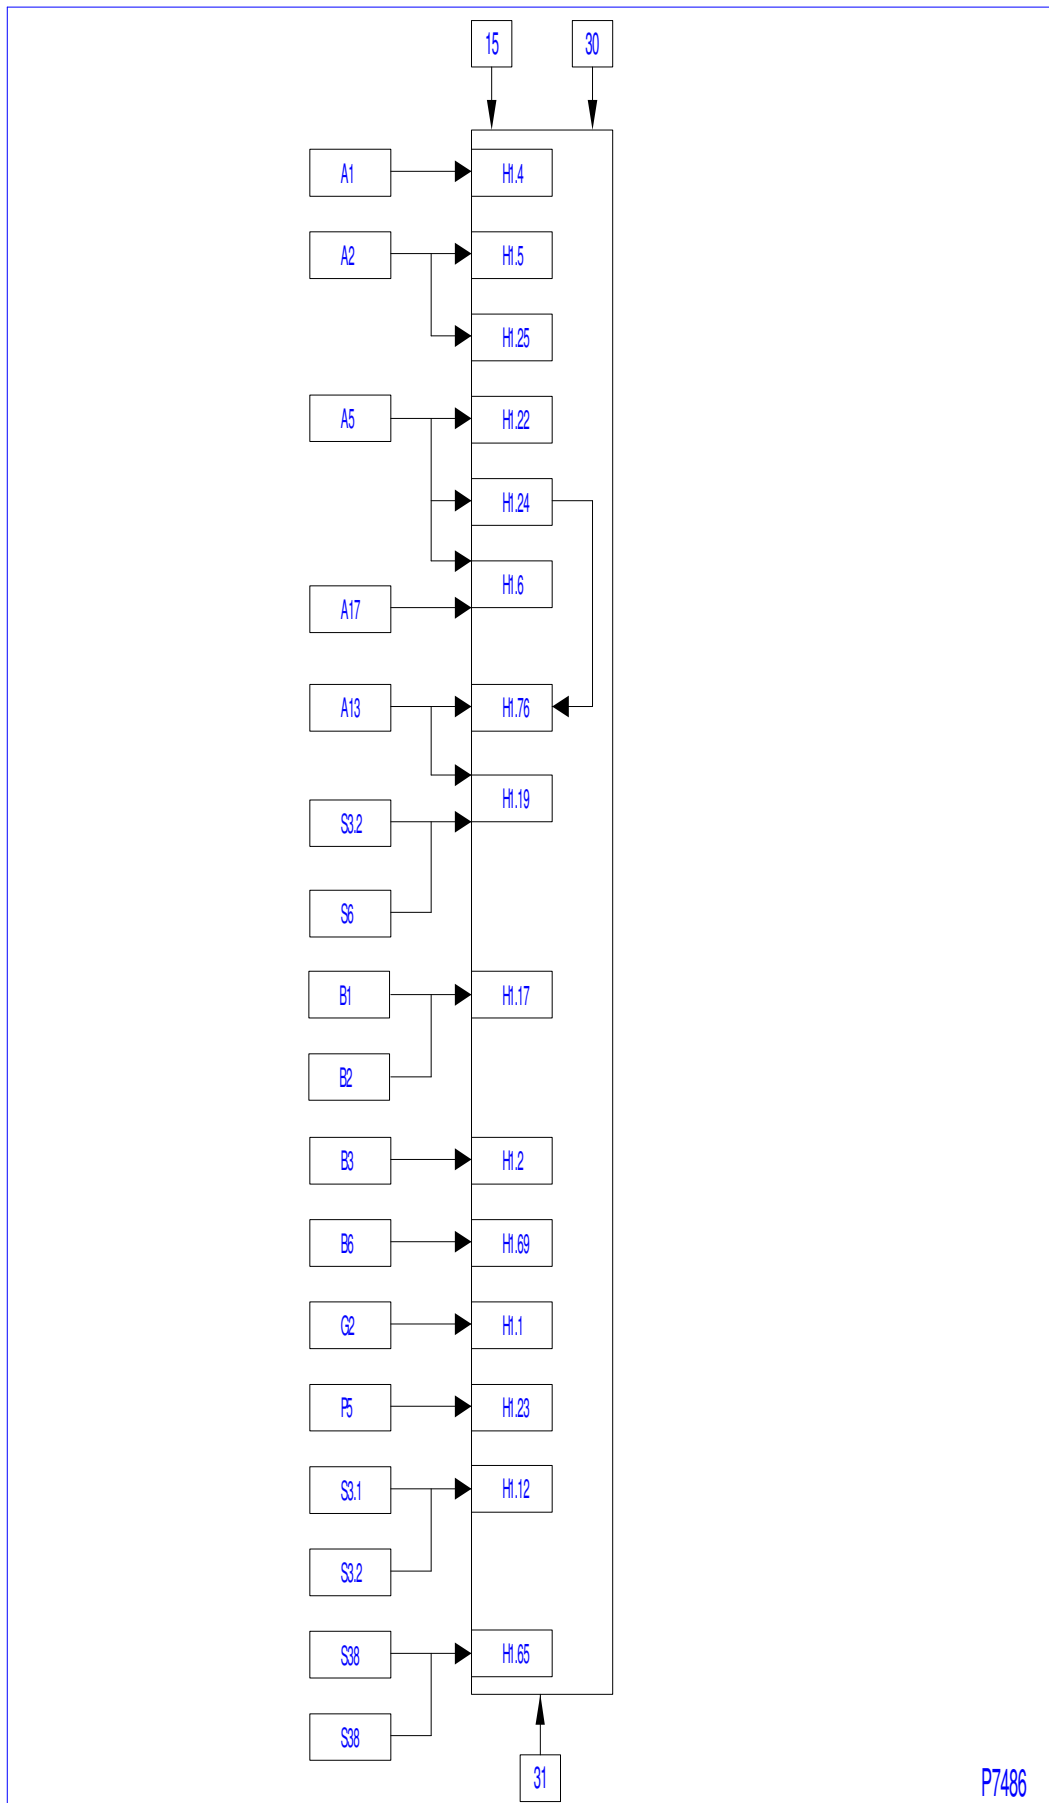 15 30
A1 H1.4
A2 H1.5
H1.25
A5 H1.22
H1.24
H1.6
A17
A13 H1.76
H1.19
S3.2
S6
B1 H1.17
B2
B3 H1.2
B6 H1.69
G2 H1.1
P5 H1.23
S3.1 H1.12
S3.2
S38 H1.65
S38
31
P7486